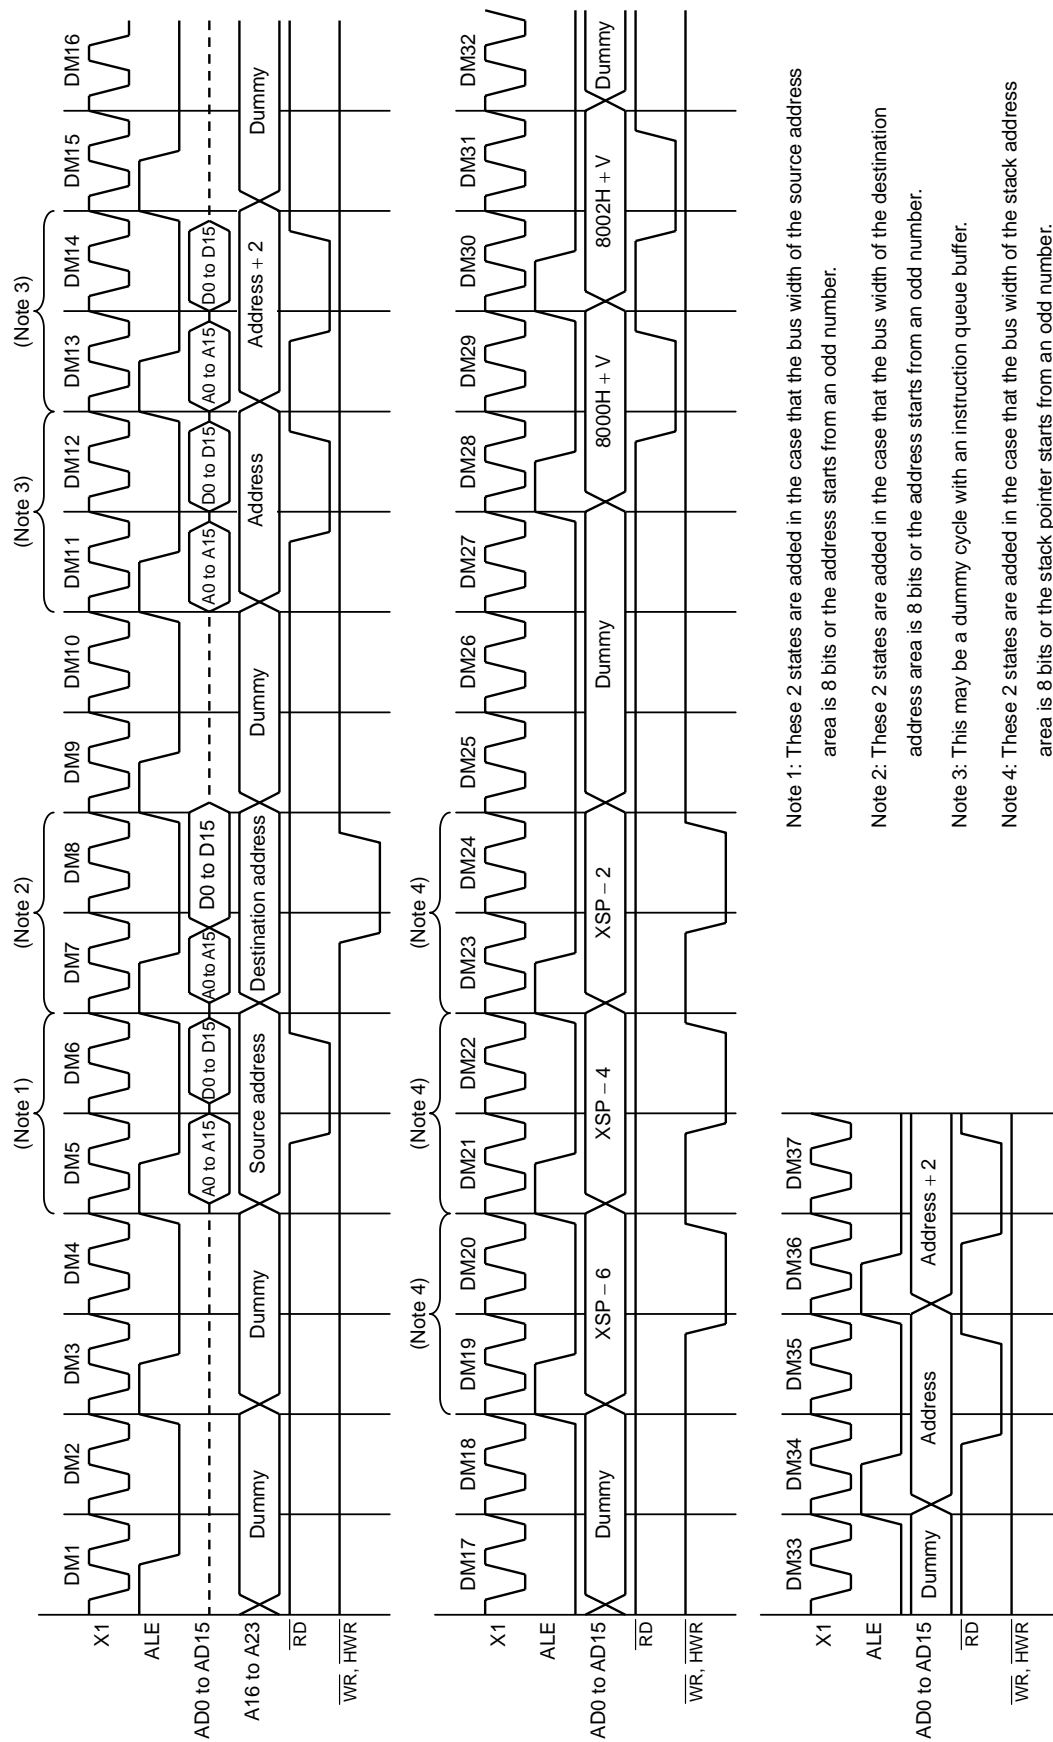 (Note 1) (Note 2) (Note 3) (Note 3)
DM1 DM2 DM3 DM4 DM5 DM6 DM7 DM8 DM9 DM10 DM11 DM12 DM13 DM14 DM15 DM16
X1
ALE
AD0 to AD15 A0 to A15 D0 to D15 A0 to A15 D0 to D15 A0 to A15 D0 to D15 A0 to A15 D0 to D15
A16 to A23 Dummy Dummy Source address Destination address Dummy Address Address + 2 Dummy
RD
WR, HWR
(Note 4) (Note 4) (Note 4)
DM17 DM18 DM19 DM20 DM21 DM22 DM23 DM24 DM25 DM26 DM27 DM28 DM29 DM30 DM31 DM32
X1
ALE
AD0 to AD15 Dummy XSP − 6 XSP − 4 XSP − 2 Dummy 8000H + V 8002H + V Dummy
RD
WR, HWR
DM33 DM34 DM35 DM36 DM37
X1
ALE
AD0 to AD15 Dummy Address Address + 2
RD
WR, HWR
Note 1: These 2 states are added in the case that the bus width of the source address
area is 8 bits or the address starts from an odd number.
Note 2: These 2 states are added in the case that the bus width of the destination
address area is 8 bits or the address starts from an odd number.
Note 3: This may be a dummy cycle with an instruction queue buffer.
Note 4: These 2 states are added in the case that the bus width of the stack address
area is 8 bits or the stack pointer starts from an odd number.